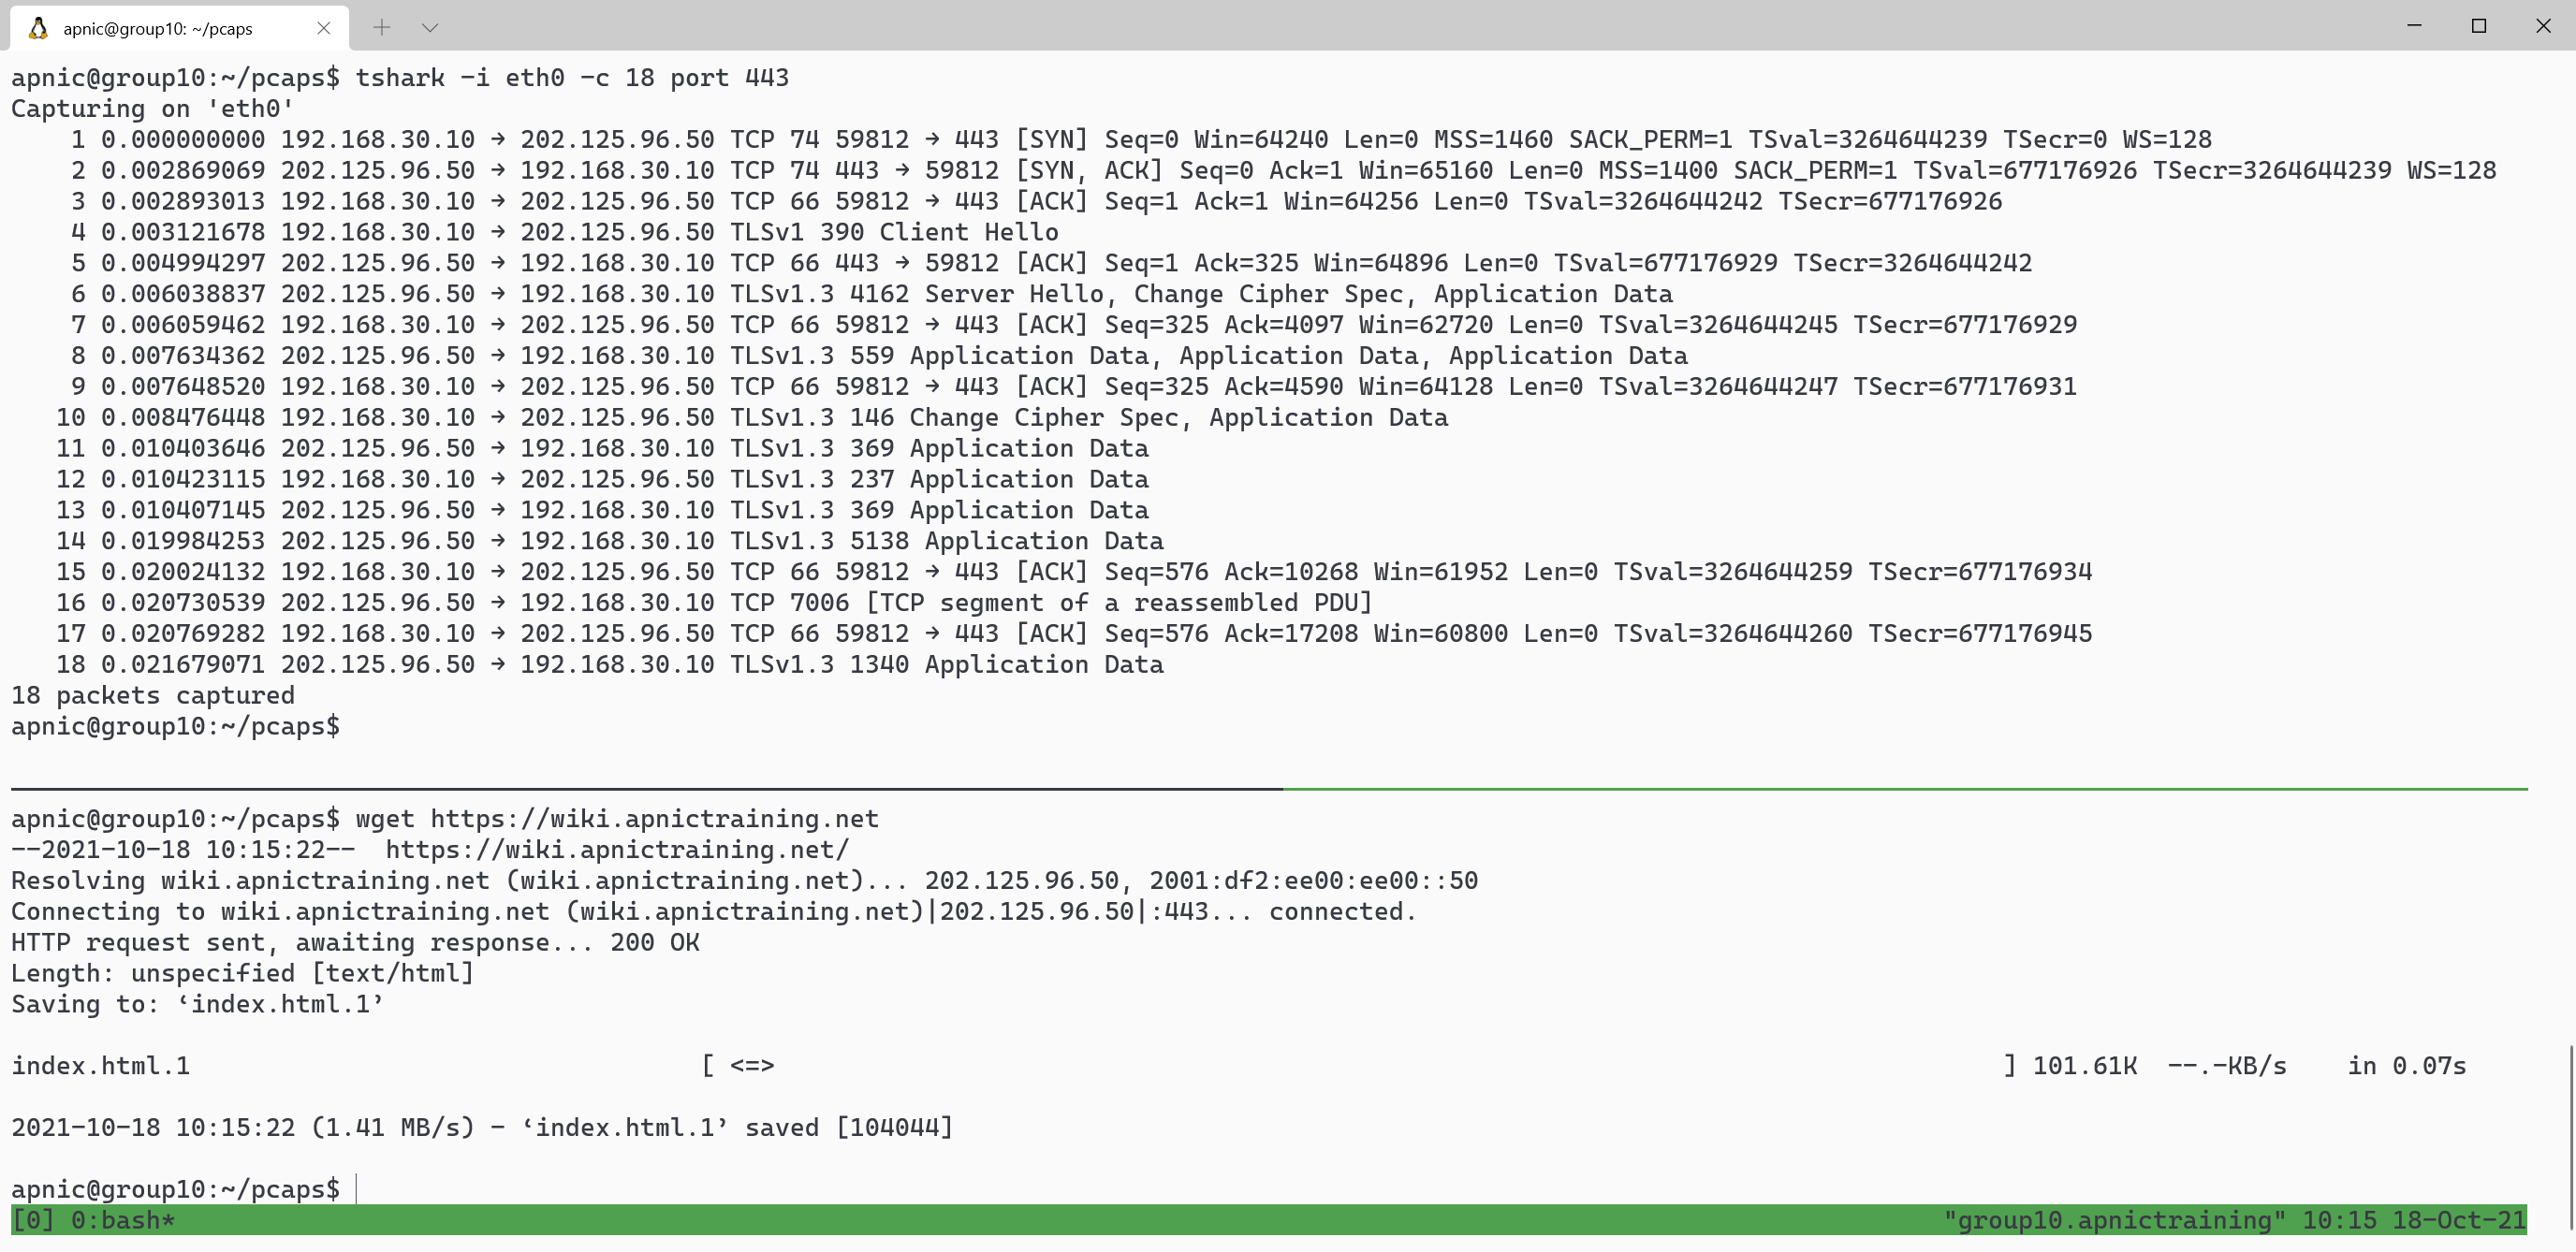 apnic@group10: ~/pcaps
apnic@group10:~/pcaps$ tshark -i eth0 -c 18 port 443
Capturing on 'eth0'
1 0.000000000 192.168.30.10 → 202.125.96.50 TCP 74 59812 → 443 [SYN] Seq=0 Win=64240 Len=0 MSS=1460 SACK_PERM=1 TSval=3264644239 TSecr=0 WS=128
2 0.002869069 202.125.96.50 → 192.168.30.10 TCP 74 443 → 59812 [SYN, ACK] Seq=0 Ack=1 Win=65160 Len=0 MSS=1400 SACK_PERM=1 TSval=677176926 TSecr=3264644239 WS=128
3 0.002893013 192.168.30.10 → 202.125.96.50 TCP 66 59812 → 443 [ACK] Seq=1 Ack=1 Win=64256 Len=0 TSval=3264644242 TSecr=677176926
4 0.003121678 192.168.30.10 → 202.125.96.50 TLSv1 390 Client Hello
5 0.004994297 202.125.96.50 → 192.168.30.10 TCP 66 443 → 59812 [ACK] Seq=1 Ack=325 Win=64896 Len=0 TSval=677176929 TSecr=3264644242
6 0.006038837 202.125.96.50 → 192.168.30.10 TLSv1.3 4162 Server Hello, Change Cipher Spec, Application Data
7 0.006059462 192.168.30.10 → 202.125.96.50 TCP 66 59812 → 443 [ACK] Seq=325 Ack=4097 Win=62720 Len=0 TSval=3264644245 TSecr=677176929
8 0.007634362 202.125.96.50 → 192.168.30.10 TLSv1.3 559 Application Data, Application Data, Application Data
9 0.007648520 192.168.30.10 → 202.125.96.50 TCP 66 59812 → 443 [ACK] Seq=325 Ack=4590 Win=64128 Len=0 TSval=3264644247 TSecr=677176931
10 0.008476448 192.168.30.10 → 202.125.96.50 TLSv1.3 146 Change Cipher Spec, Application Data
11 0.010403646 202.125.96.50 → 192.168.30.10 TLSv1.3 369 Application Data
12 0.010423115 192.168.30.10 → 202.125.96.50 TLSv1.3 237 Application Data
13 0.010407145 202.125.96.50 → 192.168.30.10 TLSv1.3 369 Application Data
14 0.019984253 202.125.96.50 → 192.168.30.10 TLSv1.3 5138 Application Data
15 0.020024132 192.168.30.10 → 202.125.96.50 TCP 66 59812 → 443 [ACK] Seq=576 Ack=10268 Win=61952 Len=0 TSval=3264644259 TSecr=677176934
16 0.020730539 202.125.96.50 → 192.168.30.10 TCP 7006 [TCP segment of a reassembled PDU]
17 0.020769282 192.168.30.10 → 202.125.96.50 TCP 66 59812 → 443 [ACK] Seq=576 Ack=17208 Win=60800 Len=0 TSval=3264644260 TSecr=677176945
18 0.021679071 202.125.96.50 → 192.168.30.10 TLSv1.3 1340 Application Data
18 packets captured
apnic@group10:~/pcaps$
apnic@group10:~/pcaps$ wget https://wiki.apnictraining.net
--2021-10-18 10:15:22--  https://wiki.apnictraining.net/
Resolving wiki.apnictraining.net (wiki.apnictraining.net)... 202.125.96.50, 2001:df2:ee00:ee00::50
Connecting to wiki.apnictraining.net (wiki.apnictraining.net)|202.125.96.50|:443... connected.
HTTP request sent, awaiting response... 200 OK
Length: unspecified [text/html]
Saving to: ‘index.html.1’
index.html.1 [ <=> ] 101.61K --.-KB/s in 0.07s
2021-10-18 10:15:22 (1.41 MB/s) - ‘index.html.1’ saved [104044]
apnic@group10:~/pcaps$
[0] 0:bash* "group10.apnictraining" 10:15 18-Oct-21